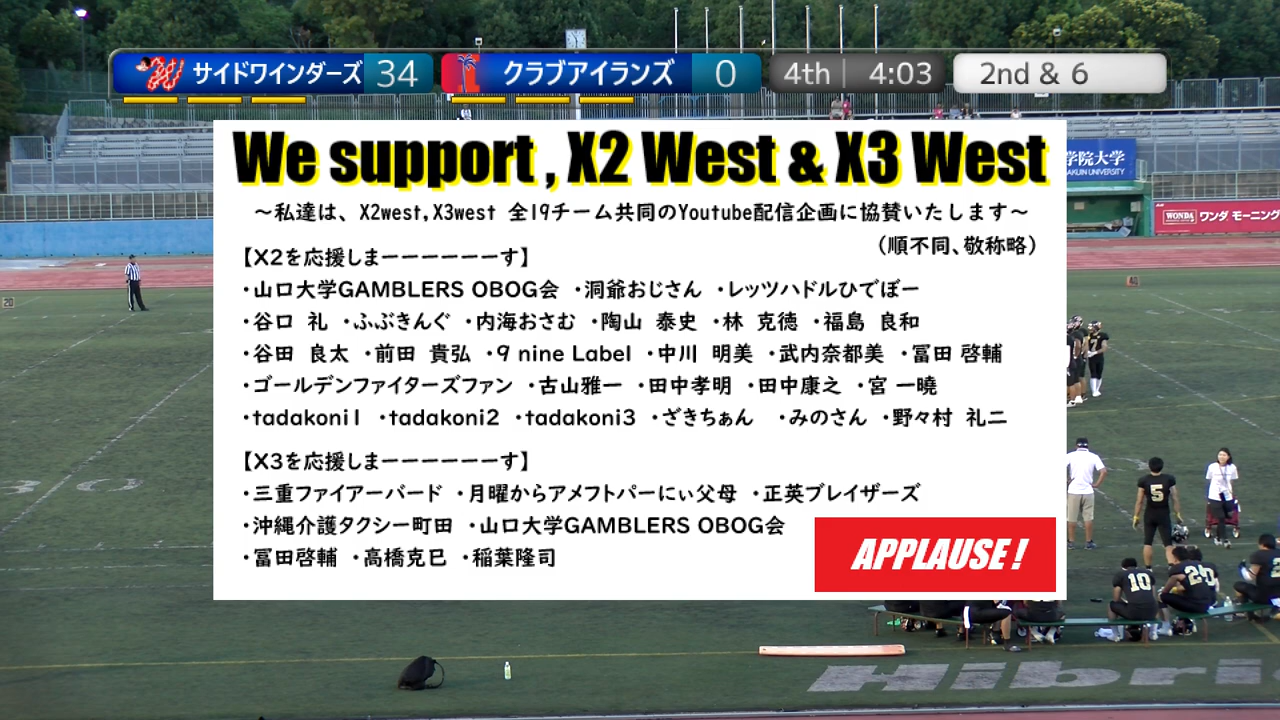 サイドワインダーズ 34 クラブアイランズ 0 4th 4:03 2nd & 6
We support , X2 West & X3 West
～私達は、X2west,X3west 全19チーム共同のYoutube配信企画に協賛いたします～
（順不同、敬称略）
【X2を応援しまーーーーーーす】
・山口大学GAMBLERS OBOG会 ・洞爺おじさん ・レッツハドルひでぼー
・谷口 礼 ・ふぶきんぐ ・内海おさむ ・陶山 泰史 ・林 克徳 ・福島 良和
・谷田 良太 ・前田 貴弘 ・9 nine Label ・中川 明美 ・武内奈都美 ・冨田 啓輔
・ゴールデンファイターズファン ・古山雅一 ・田中孝明 ・田中康之 ・宮 一曉
・tadakoni1 ・tadakoni2 ・tadakoni3 ・ざきちぁん ・みのさん ・野々村 礼二
【X3を応援しまーーーーーーす】
・三重ファイアーバード ・月曜からアメフトパーにぃ父母 ・正英ブレイザーズ
・沖縄介護タクシー町田 ・山口大学GAMBLERS OBOG会
・冨田啓輔 ・高橋克巳 ・稲葉隆司
APPLAUSE !
学院大学
UNIVERSITY
WONDA ワンダ モーニング
20
30
5
10
20
2
7
Hibri